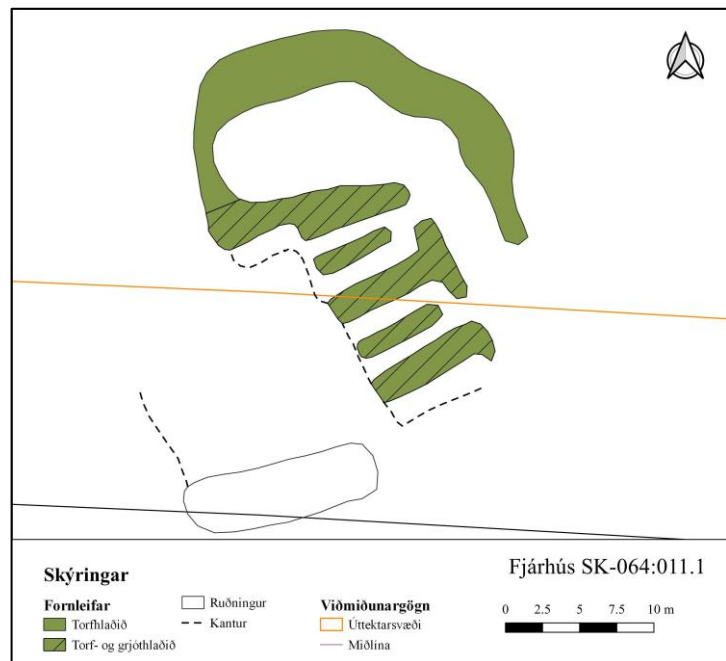 Fjárhús SK-064:011.1
Skýringar
Fornleifar
Torfhlaðið
Torf- og grjóthlaðið
Ruðningur
Kantur
Viðmiðunargögn
Úttektarsvæði
Miðlína
0 2.5 5 7.5 10 m